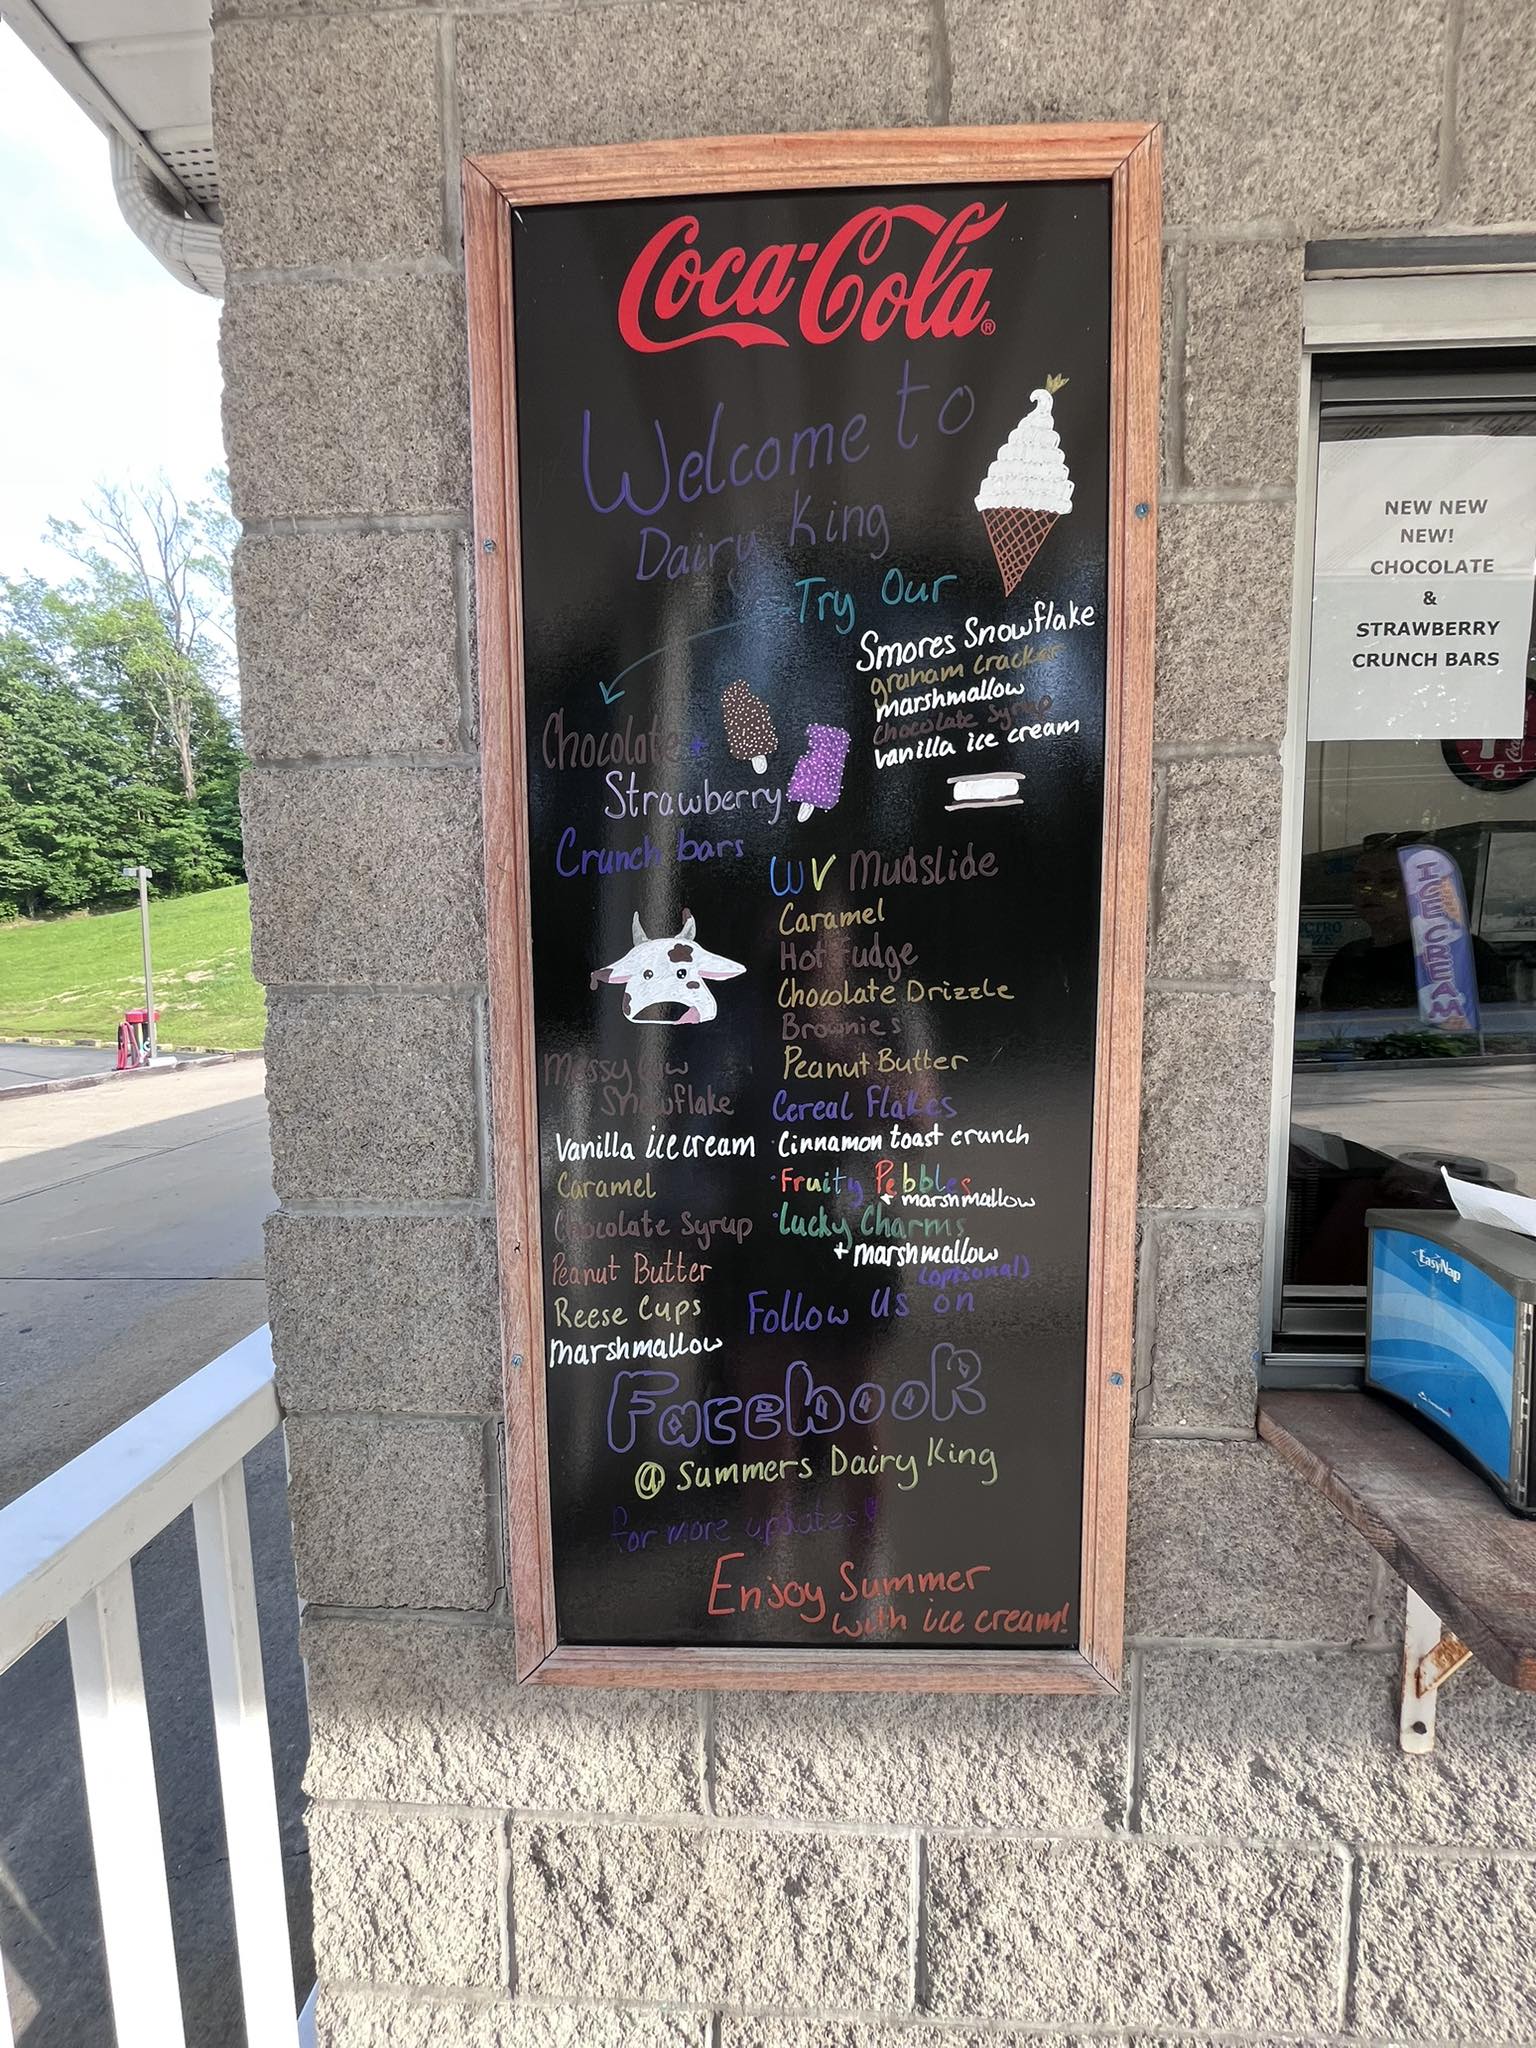 Coca-Cola®
Welcome to
Dairy King
Try Our
Smores Snowflake
graham cracker
marshmallow
chocolate syrup
vanilla ice cream
Chocolate +
Strawberry
Crunch bars
WV Mudslide
Caramel
Hot Fudge
Chocolate Drizzle
Brownies
Peanut Butter
Messy Cow
Snowflake
Vanilla ice cream
Caramel
Chocolate Syrup
Peanut Butter
Reese Cups
Marshmallow
Cereal Flakes
Cinnamon toast crunch
Fruity Pebbles
+ marshmallow
Lucky Charms
+ marshmallow
(optional)
Follow Us on
Facebook
@ Summers Dairy King
for more updates
Enjoy Summer
with ice cream!
NEW NEW
NEW!
CHOCOLATE
&
STRAWBERRY
CRUNCH BARS
6
ICE CREAM
EasyNap